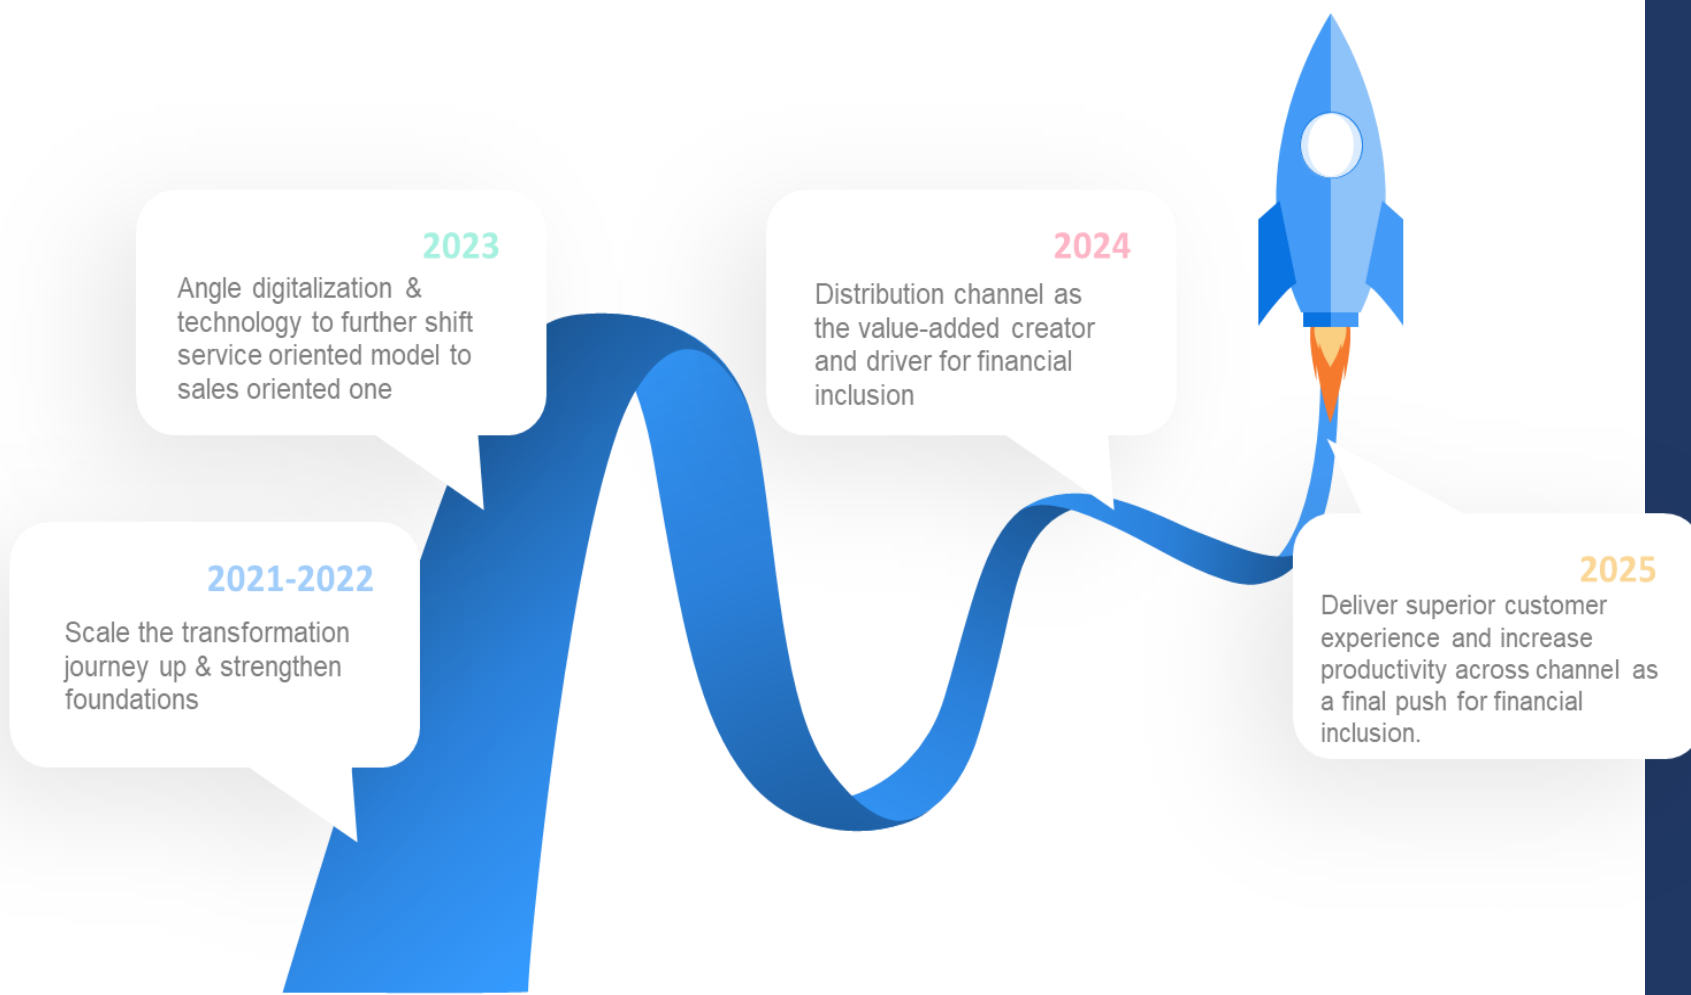 2021-2022
Scale the transformation
journey up & strengthen
foundations
2023
Angle digitalization &
technology to further shift
service oriented model to
sales oriented one
2024
Distribution channel as
the value-added creator
and driver for financial
inclusion
2025
Deliver superior customer
experience and increase
productivity across channel as
a final push for financial
inclusion.